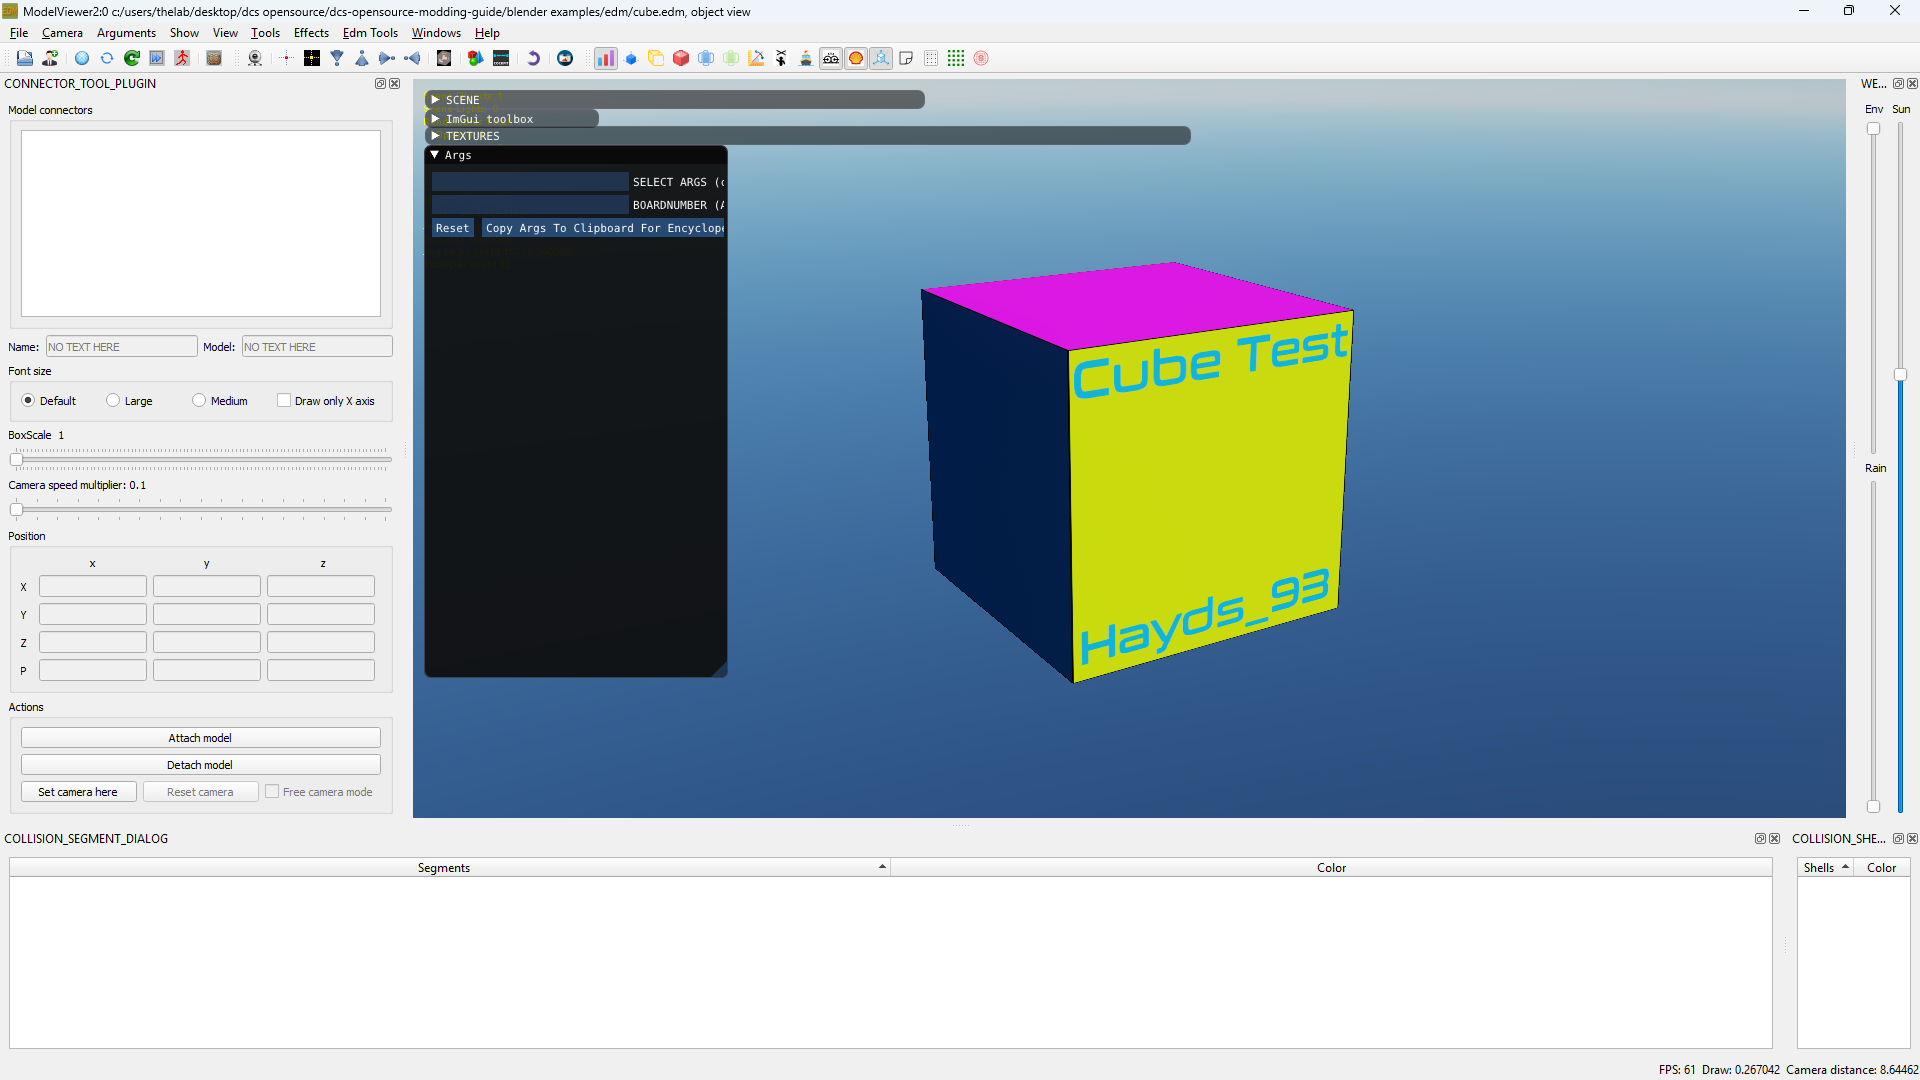 ModelViewer2:0 c:/users/thelab/desktop/dcs opensource/dcs-opensource-modding-guide/blender examples/edm/cube.edm, object view
File Camera Arguments Show View Tools Effects Edm Tools Windows Help
CONNECTOR_TOOL_PLUGIN
Model connectors
Name: NO TEXT HERE Model: NO TEXT HERE
Font size
Default Large Medium Draw only X axis
BoxScale 1
Camera speed multiplier: 0.1
Position
x y z
X
Y
Z
P
Actions
Attach model
Detach model
Set camera here Reset camera Free camera mode
SCENE
ImGui toolbox
TEXTURES
Args
SELECT ARGS (
BOARDNUMBER (
Reset Copy Args To Clipboard For Encyclope
Cube Test
Hayds_93
WE...
Env Sun
Rain
COLLISION_SEGMENT_DIALOG
Segments Color
COLLISION_SHE...
Shells Color
FPS: 61 Draw: 0.267042 Camera distance: 8.64462